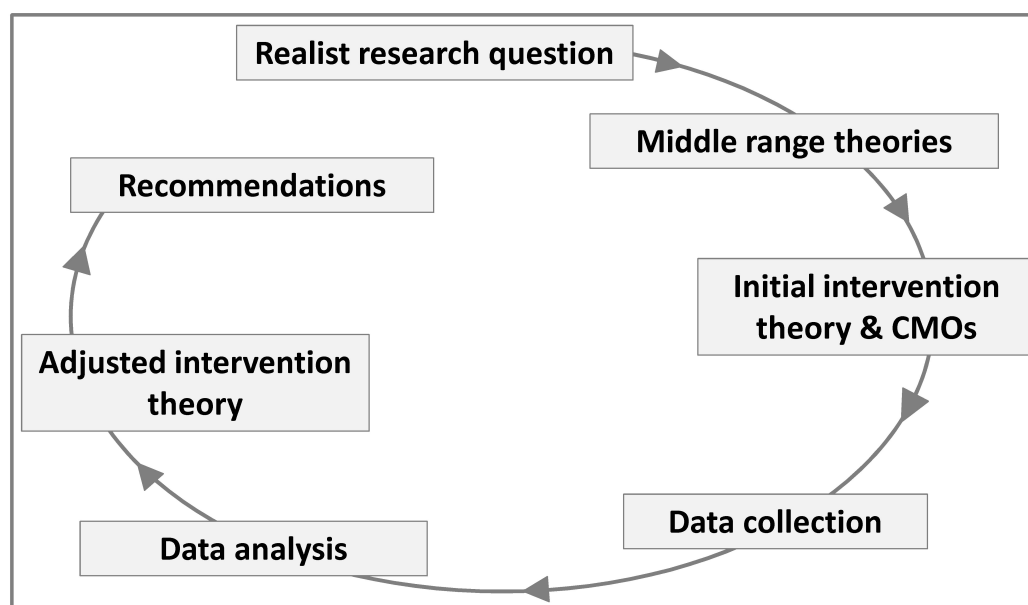 Realist research question
Middle range theories
Initial intervention
theory & CMOs
Data collection
Data analysis
Adjusted intervention
theory
Recommendations